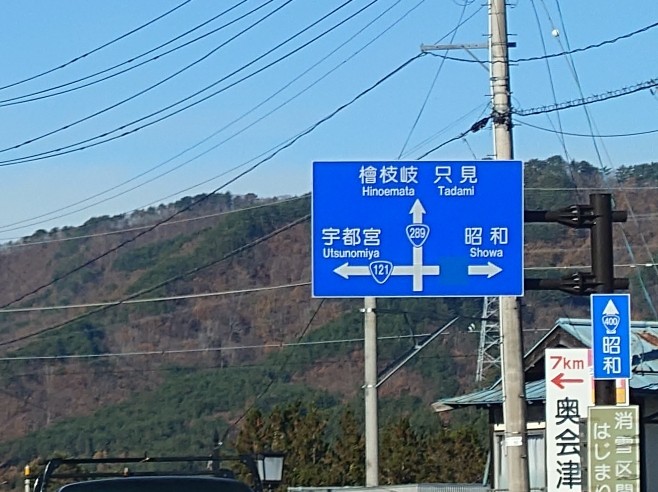 檜枝岐 只見
Hinoemata Tadami
289
宇都宮
Utsunomiya
121
昭和
Showa
400
昭和
7km
奥会津
消雪区間
はじまり